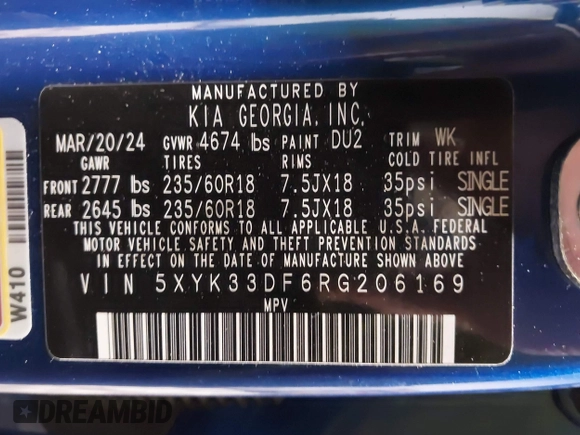 MANUFACTURED BY
KIA GEORGIA, INC.
MAR/20/24 GVWR 4674 lbs PAINT DU2 TRIM WK
GAWR TIRES RIMS COLD TIRE INFL
FRONT 2777 lbs 235/60R18 7.5JX18 35psi SINGLE
REAR 2645 lbs 235/60R18 7.5JX18 35psi SINGLE
THIS VEHICLE CONFORMS TO ALL APPLICABLE U.S.A. FEDERAL
MOTOR VEHICLE SAFETY AND THEFT PREVENTION STANDARDS
IN EFFECT ON THE DATE OF MANUFACTURE SHOWN ABOVE
VIN 5XYK33DF6RG206169
MPV
W410
DREAMBID